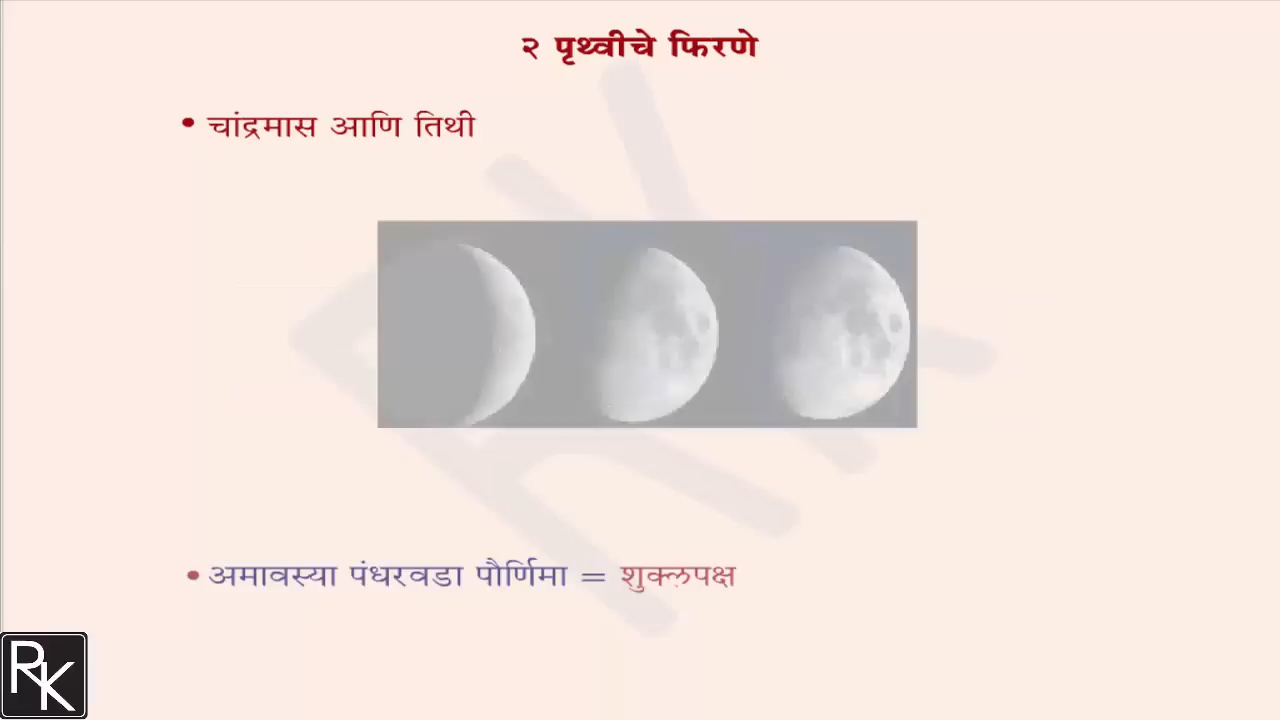 २ पृथ्वीचे फिरणे
• चांद्रमास आणि तिथी
• अमावस्या पंधरवडा पौर्णिमा = शुक्लपक्ष
RK